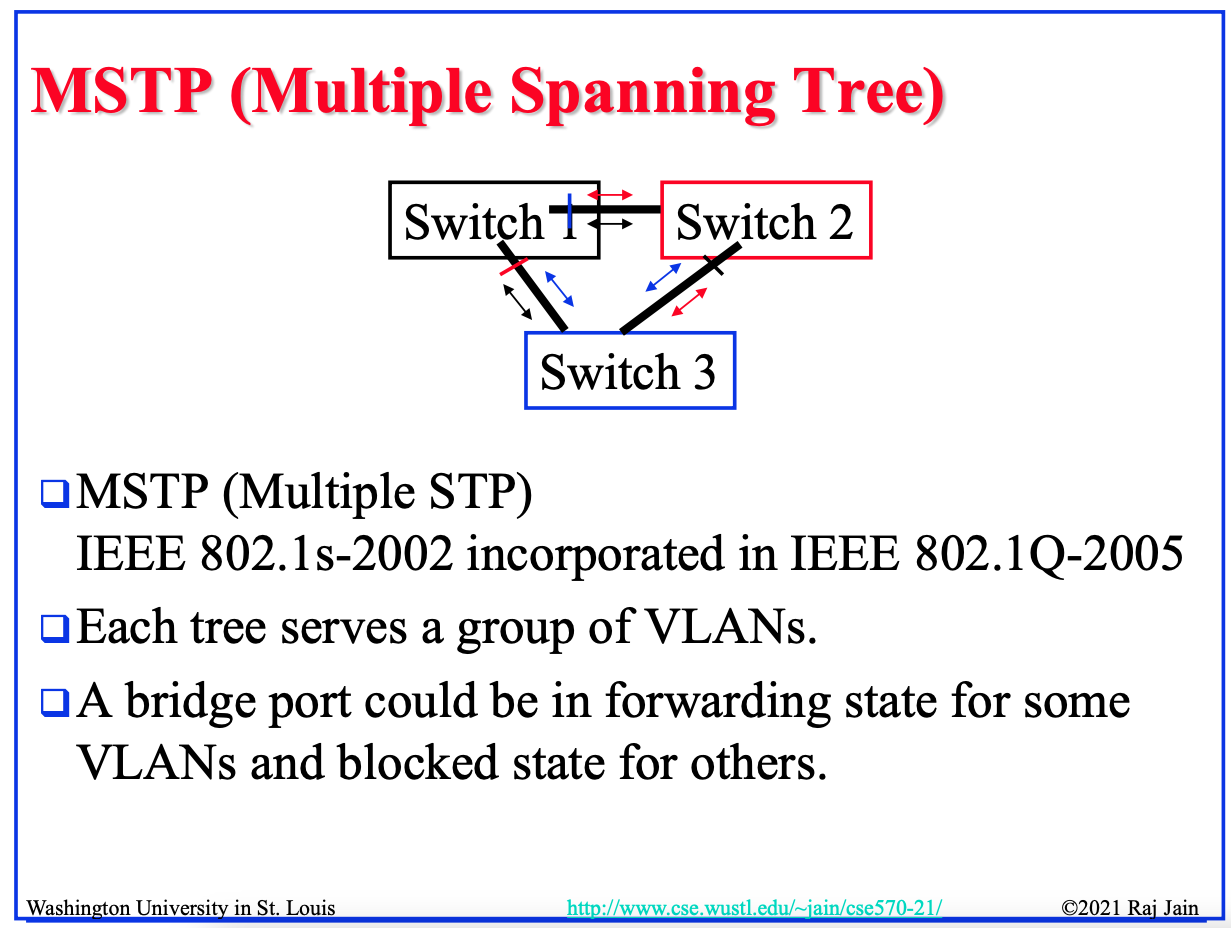 MSTP (Multiple Spanning Tree)
Switch 1
Switch 2
Switch 3
MSTP (Multiple STP)
IEEE 802.1s-2002 incorporated in IEEE 802.1Q-2005
Each tree serves a group of VLANs.
A bridge port could be in forwarding state for some
VLANs and blocked state for others.
Washington University in St. Louis
http://www.cse.wustl.edu/~jain/cse570-21/
©2021 Raj Jain